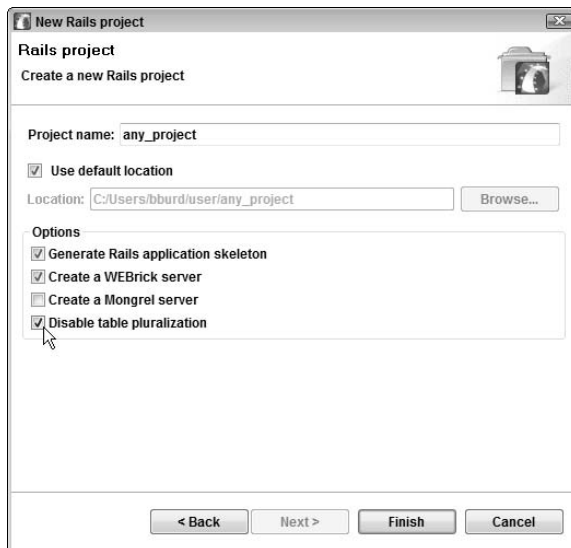 New Rails project
Rails project
Create a new Rails project
Project name: any_project
Use default location
Location: C:/Users/bburd/user/any_project Browse...
Options
Generate Rails application skeleton
Create a WEBrick server
Create a Mongrel server
Disable table pluralization
< Back Next > Finish Cancel